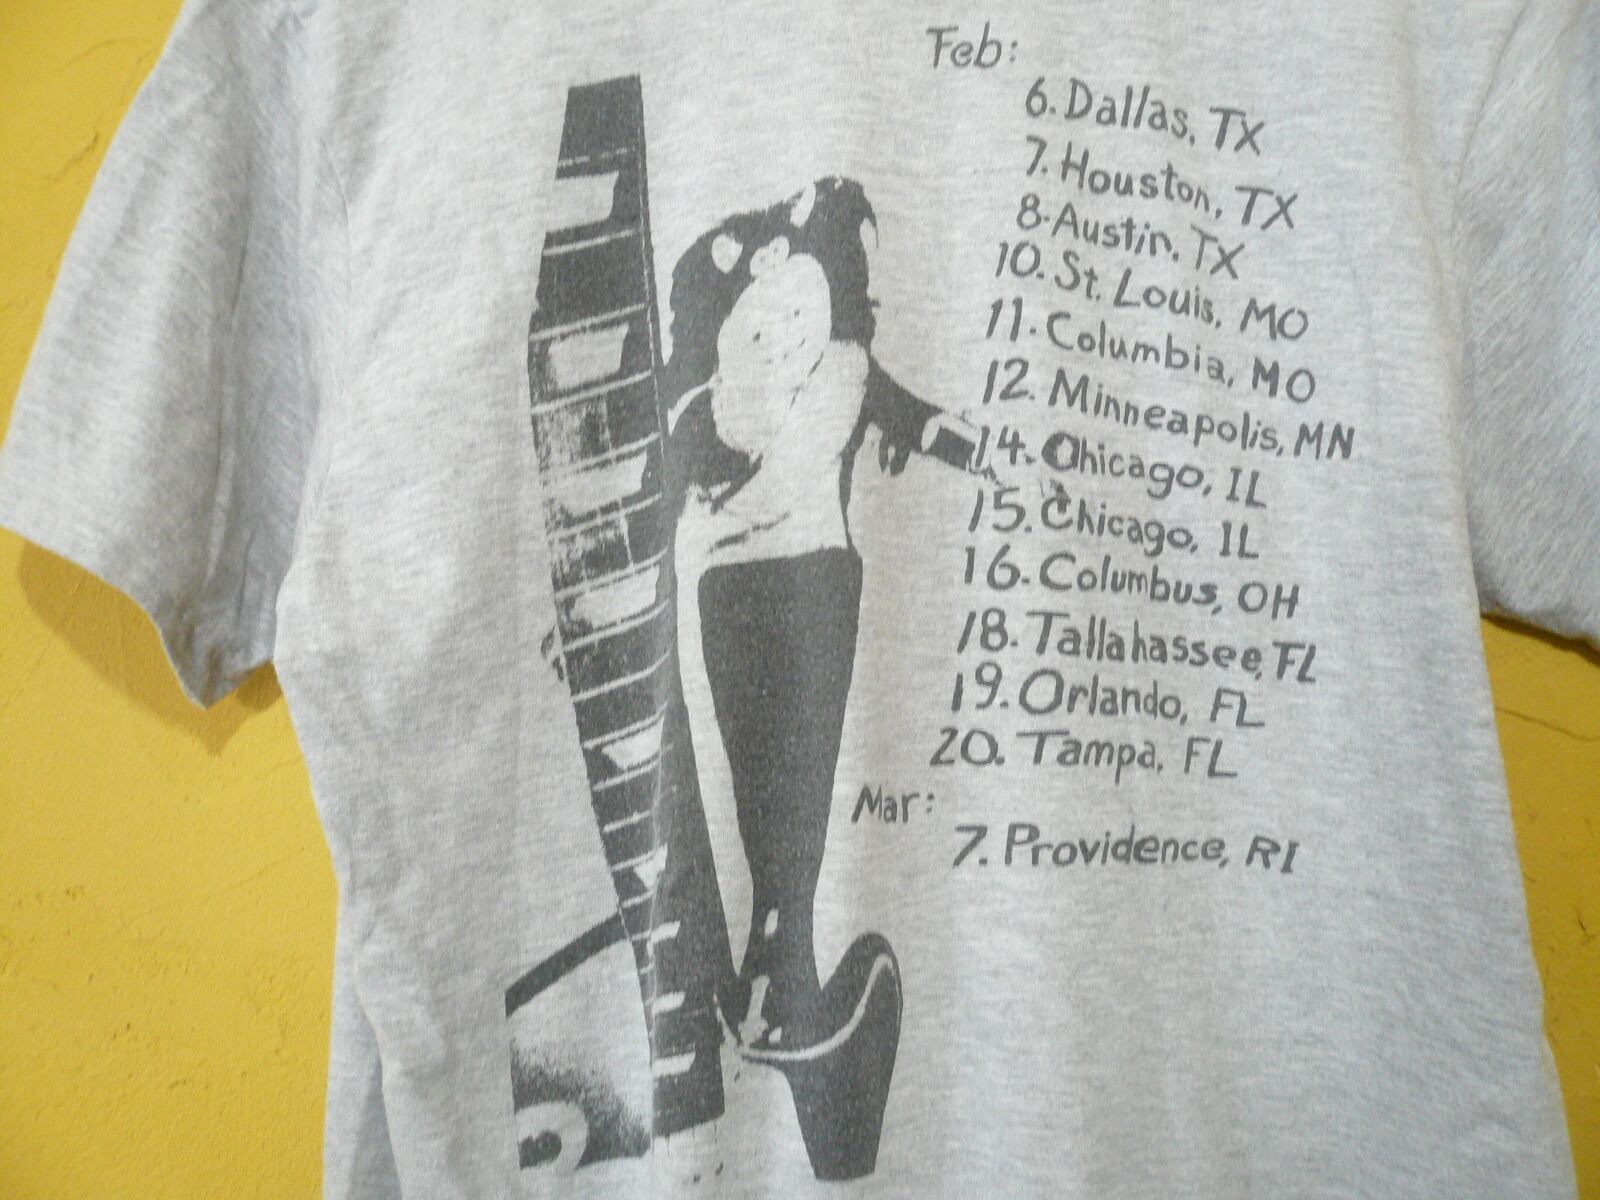 Feb:
6. Dallas, TX
7. Houston, TX
8. Austin, TX
10. St. Louis, MO
11. Columbia, MO
12. Minneapolis, MN
14. Chicago, IL
15. Chicago, IL
16. Columbus, OH
18. Tallahassee, FL
19. Orlando, FL
20. Tampa, FL
Mar:
7. Providence, RI